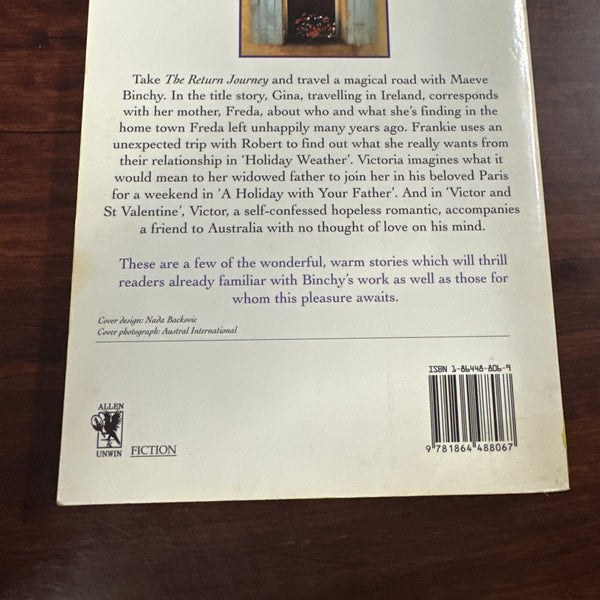 Take The Return Journey and travel a magical road with Maeve
Binchy. In the title story, Gina, travelling in Ireland, corresponds
with her mother, Freda, about who and what she's finding in the
home town Freda left unhappily many years ago. Frankie uses an
unexpected trip with Robert to find out what she really wants from
their relationship in ‘Holiday Weather’. Victoria imagines what it
would mean to her widowed father to join her in his beloved Paris
for a weekend in ‘A Holiday with Your Father’. And in ‘Victor and
St Valentine’, Victor, a self-confessed hopeless romantic, accompanies
a friend to Australia with no thought of love on his mind.
These are a few of the wonderful, warm stories which will thrill
readers already familiar with Binchy's work as well as those for
whom this pleasure awaits.
Cover design: Nada Backovic
Cover photograph: Austral International
ISBN 1-86448-806-9
9 781864 488067
ALLEN
&
UNWIN
FICTION